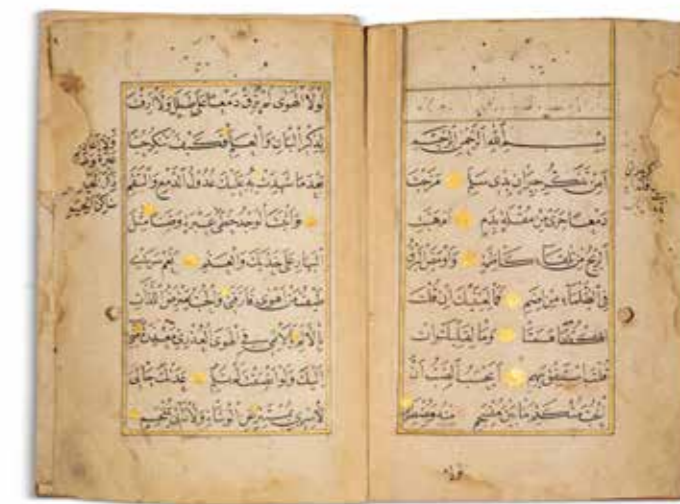 بسم الله الرحمن الرحيم
أمن تذكر جيران بذي سلم مزجت
دمعا جرى من مقلة بدم أم هبت
الريح من تلقاء كاظمة وأومض البرق
في الظلماء من إضم فما لعينيك إن قلت
اكففا همتا وما لقلبك إن
قلت استفق يهم أيحسب الصب أن
الحب منكتم ما بين منسجم منه ومضطرم
لولا
لولا الهوى لم ترق دمعا على طلل ولا أرقت
لذكر البان والعلم فكيف تنكر حبا
بعد ما شهدت به عليك عدول الدمع والسقم
وأثبت الوجد خطي عبرة وضنا مثل
البهار على خديك والعنم نعم سرى
طيف من أهوى فأرقني والحب يعترض اللذات
بالألم يا لائمي في الهوى العذري معذرة مني
إليك ولو أنصفت لم تلم عدتك حالي
لا سري بمستتر عن الوشاة ولا دائي بمنحسم